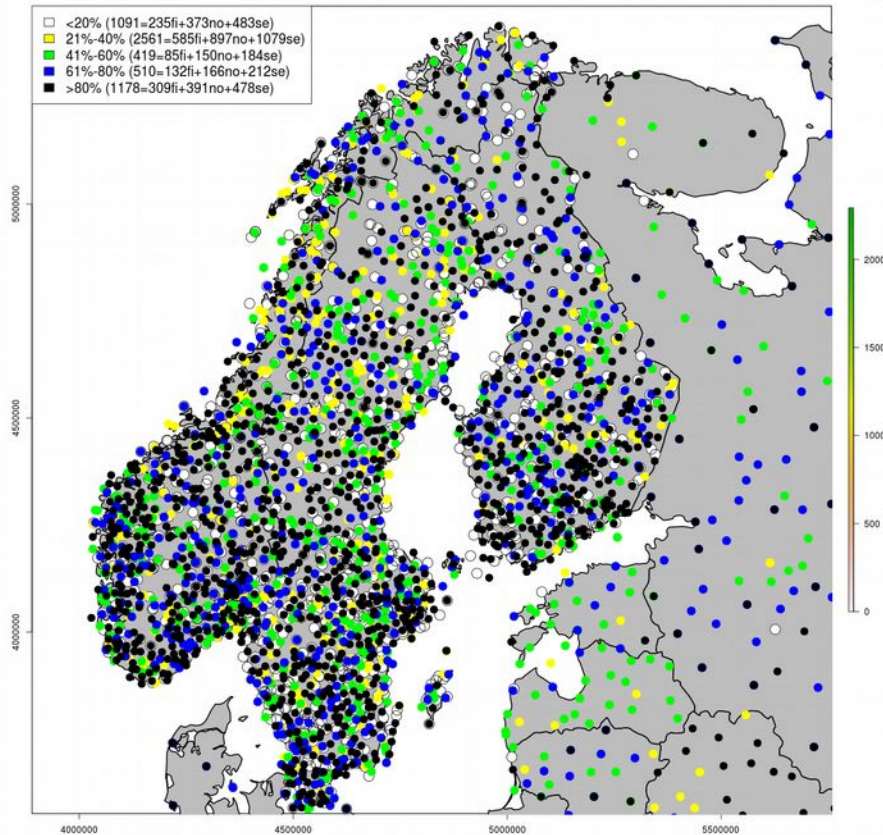 <20% (1091=235fi+373no+483se)
21%-40% (2561=585fi+897no+1079se)
41%-60% (419=85fi+150no+184se)
61%-80% (510=132fi+166no+212se)
>80% (1178=309fi+391no+478se)
5000000
4500000
4000000
4000000 4500000 5000000 5500000
2000
1500
1000
500
0